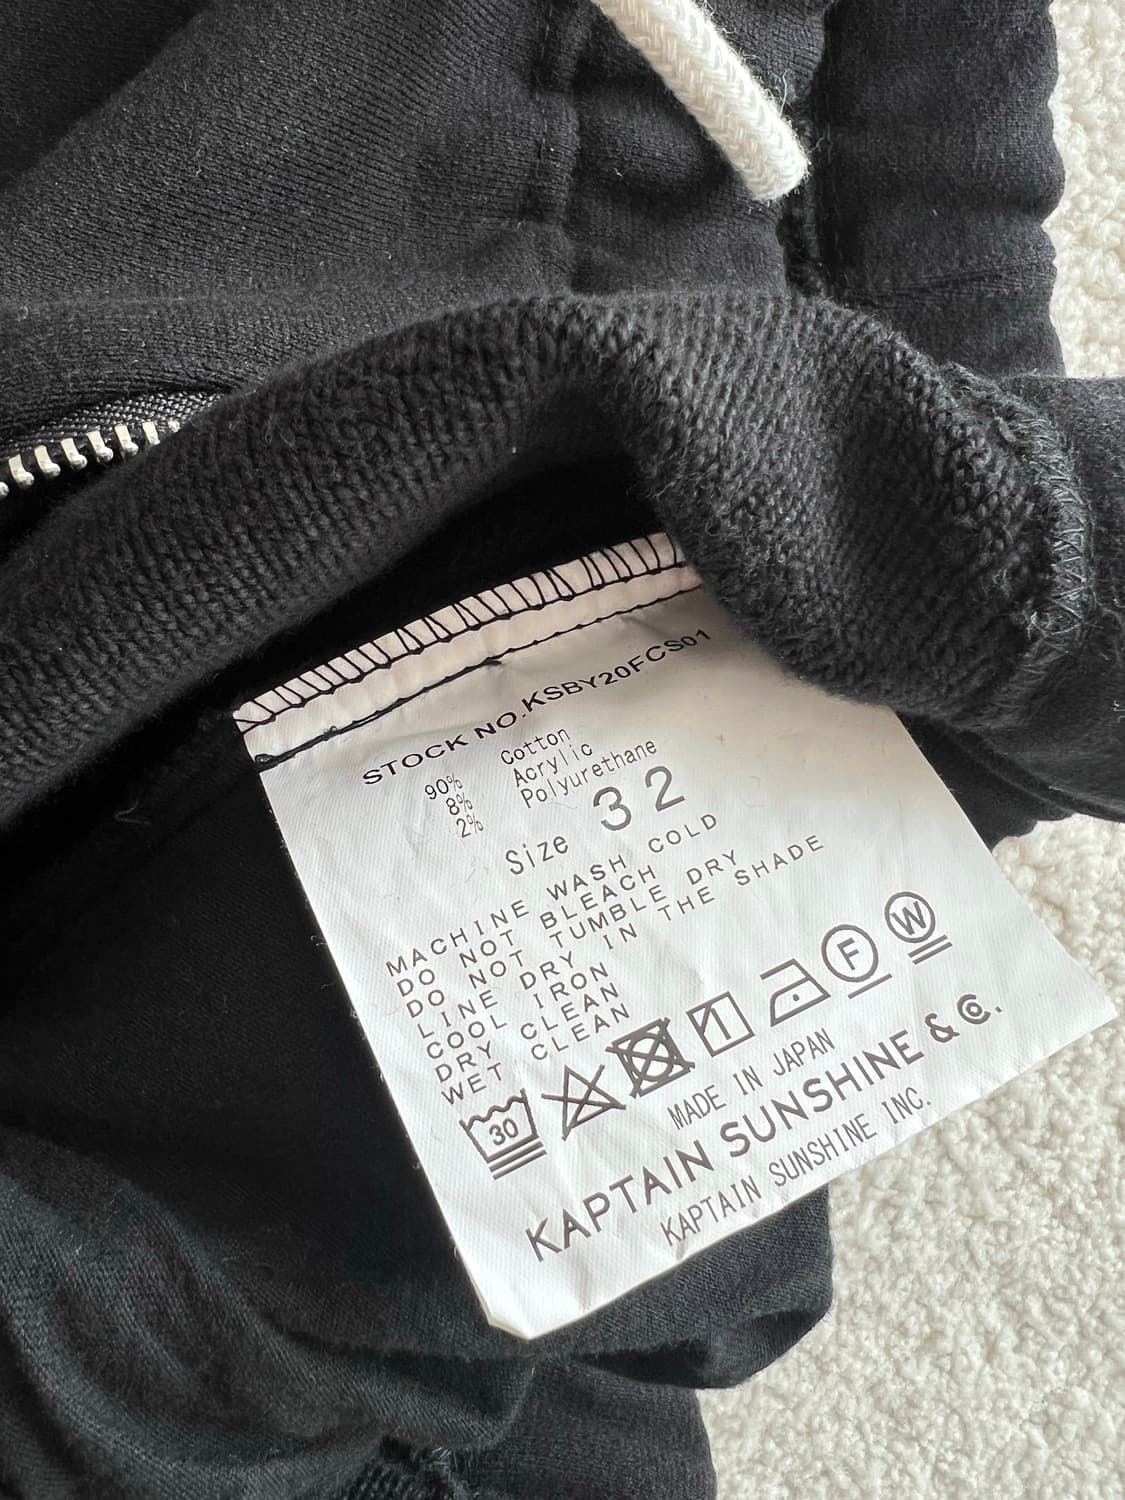 STOCK NO.KSBY20FCS01
90% Cotton
8% Acrylic
2% Polyurethane
Size 32
MACHINE WASH COLD
DO NOT BLEACH
DO NOT TUMBLE DRY
LINE DRY IN THE SHADE
COOL IRON
DRY CLEAN
WET CLEAN
30 F W
MADE IN JAPAN
KAPTAIN SUNSHINE & Co.
KAPTAIN SUNSHINE INC.